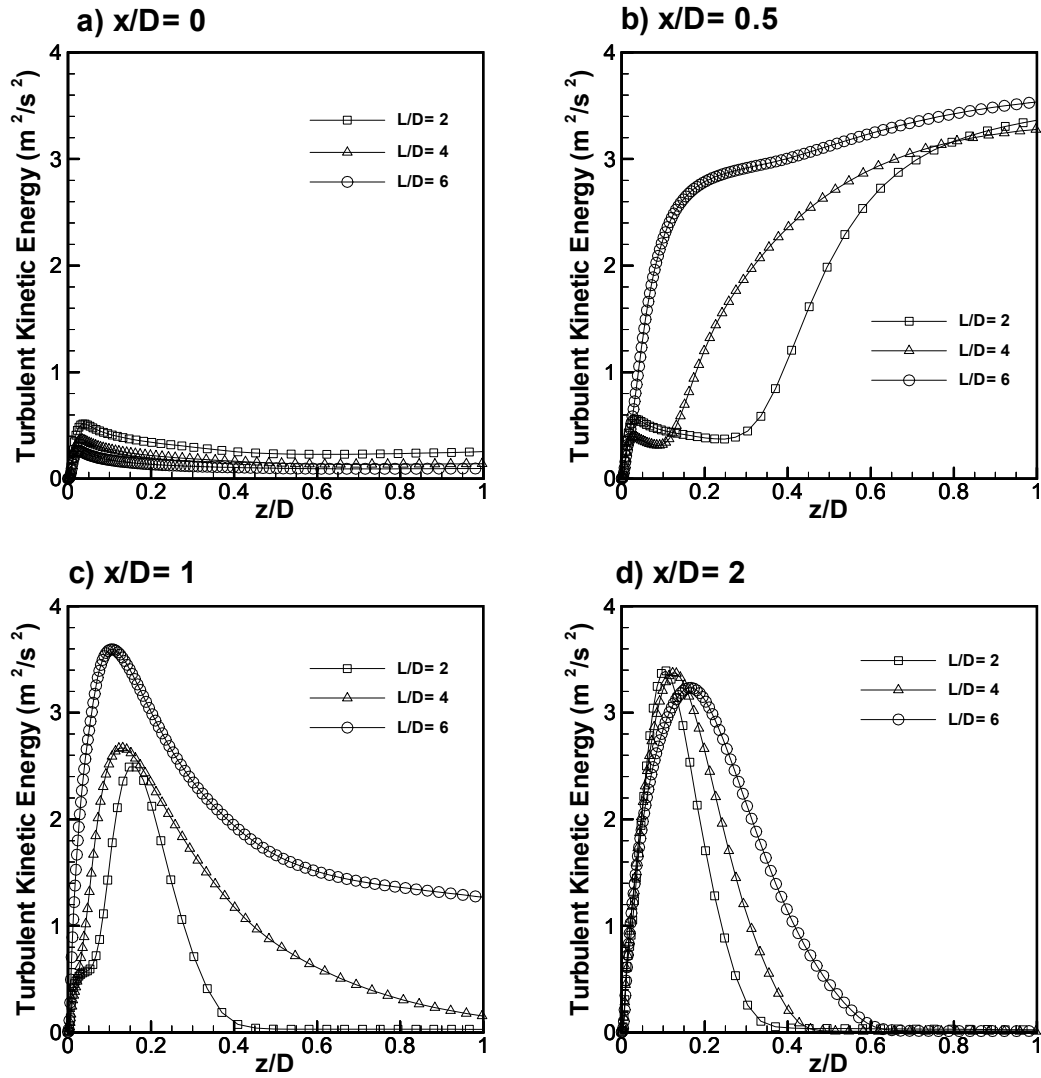 a) x/D= 0
Turbulent Kinetic Energy (m²/s²)
4
3
2
1
0
0 0.2 0.4 0.6 0.8 1
z/D
L/D= 2
L/D= 4
L/D= 6
b) x/D= 0.5
Turbulent Kinetic Energy (m²/s²)
4
3
2
1
0
0 0.2 0.4 0.6 0.8 1
z/D
L/D= 2
L/D= 4
L/D= 6
c) x/D= 1
Turbulent Kinetic Energy (m²/s²)
4
3
2
1
0
0 0.2 0.4 0.6 0.8 1
z/D
L/D= 2
L/D= 4
L/D= 6
d) x/D= 2
Turbulent Kinetic Energy (m²/s²)
4
3
2
1
0
0 0.2 0.4 0.6 0.8 1
z/D
L/D= 2
L/D= 4
L/D= 6